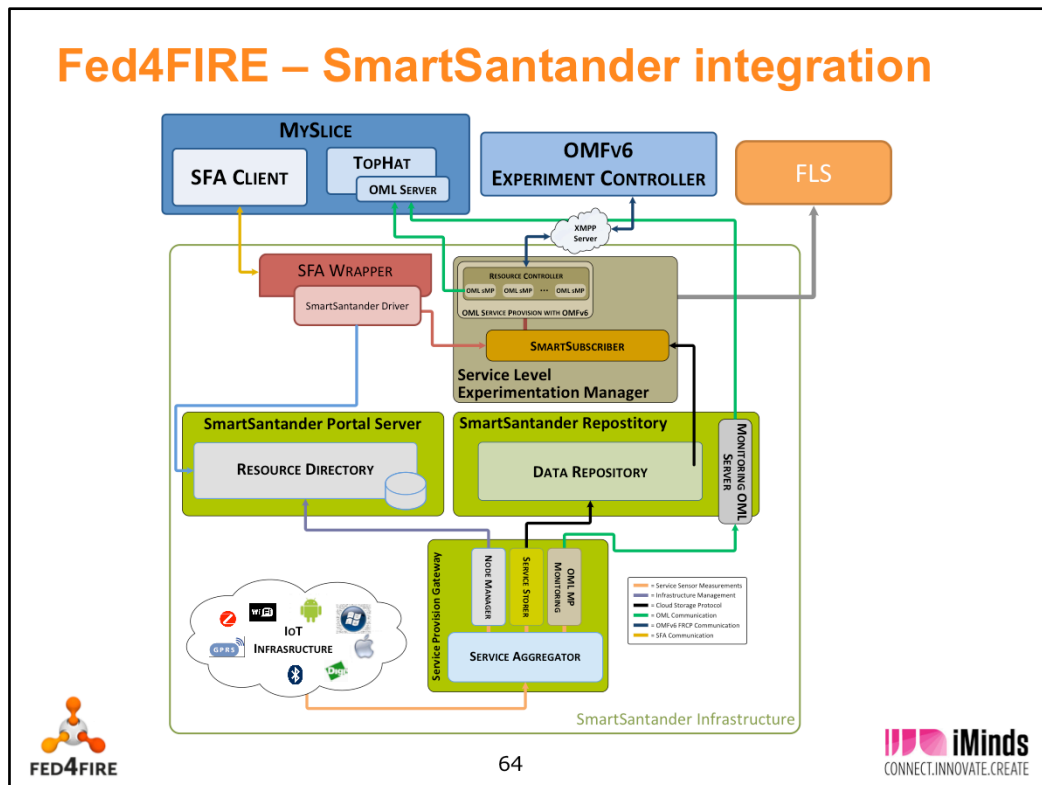 Fed4FIRE – SmartSantander integration
MYSLICE
SFA CLIENT
TOPHAT
OML SERVER
OMFV6
EXPERIMENT CONTROLLER
FLS
XMPP
Server
SFA WRAPPER
SmartSantander Driver
RESOURCE CONTROLLER
OML SMP
OML SMP
...
OML SMP
OML SERVICE PROVISION WITH OMFV6
SMARTSUBSCRIBER
Service Level
Experimentation Manager
SmartSantander Portal Server
RESOURCE DIRECTORY
SmartSantander Repostitory
DATA REPOSITORY
MONITORING OML
SERVER
Service Provision Gateway
NODE MANAGER
SERVICE STORER
OML MP
MONITORING
SERVICE AGGREGATOR
WiFi
GPRS
IOT
INFRASRUCTURE
Digi
= Service Sensor Measurements
= Infrastructure Management
= Cloud Storage Protocol
= OML Communication
= OMFv6 FRCP Communication
= SFA Communication
SmartSantander Infrastructure
FED4FIRE
64
iMinds
CONNECT.INNOVATE.CREATE